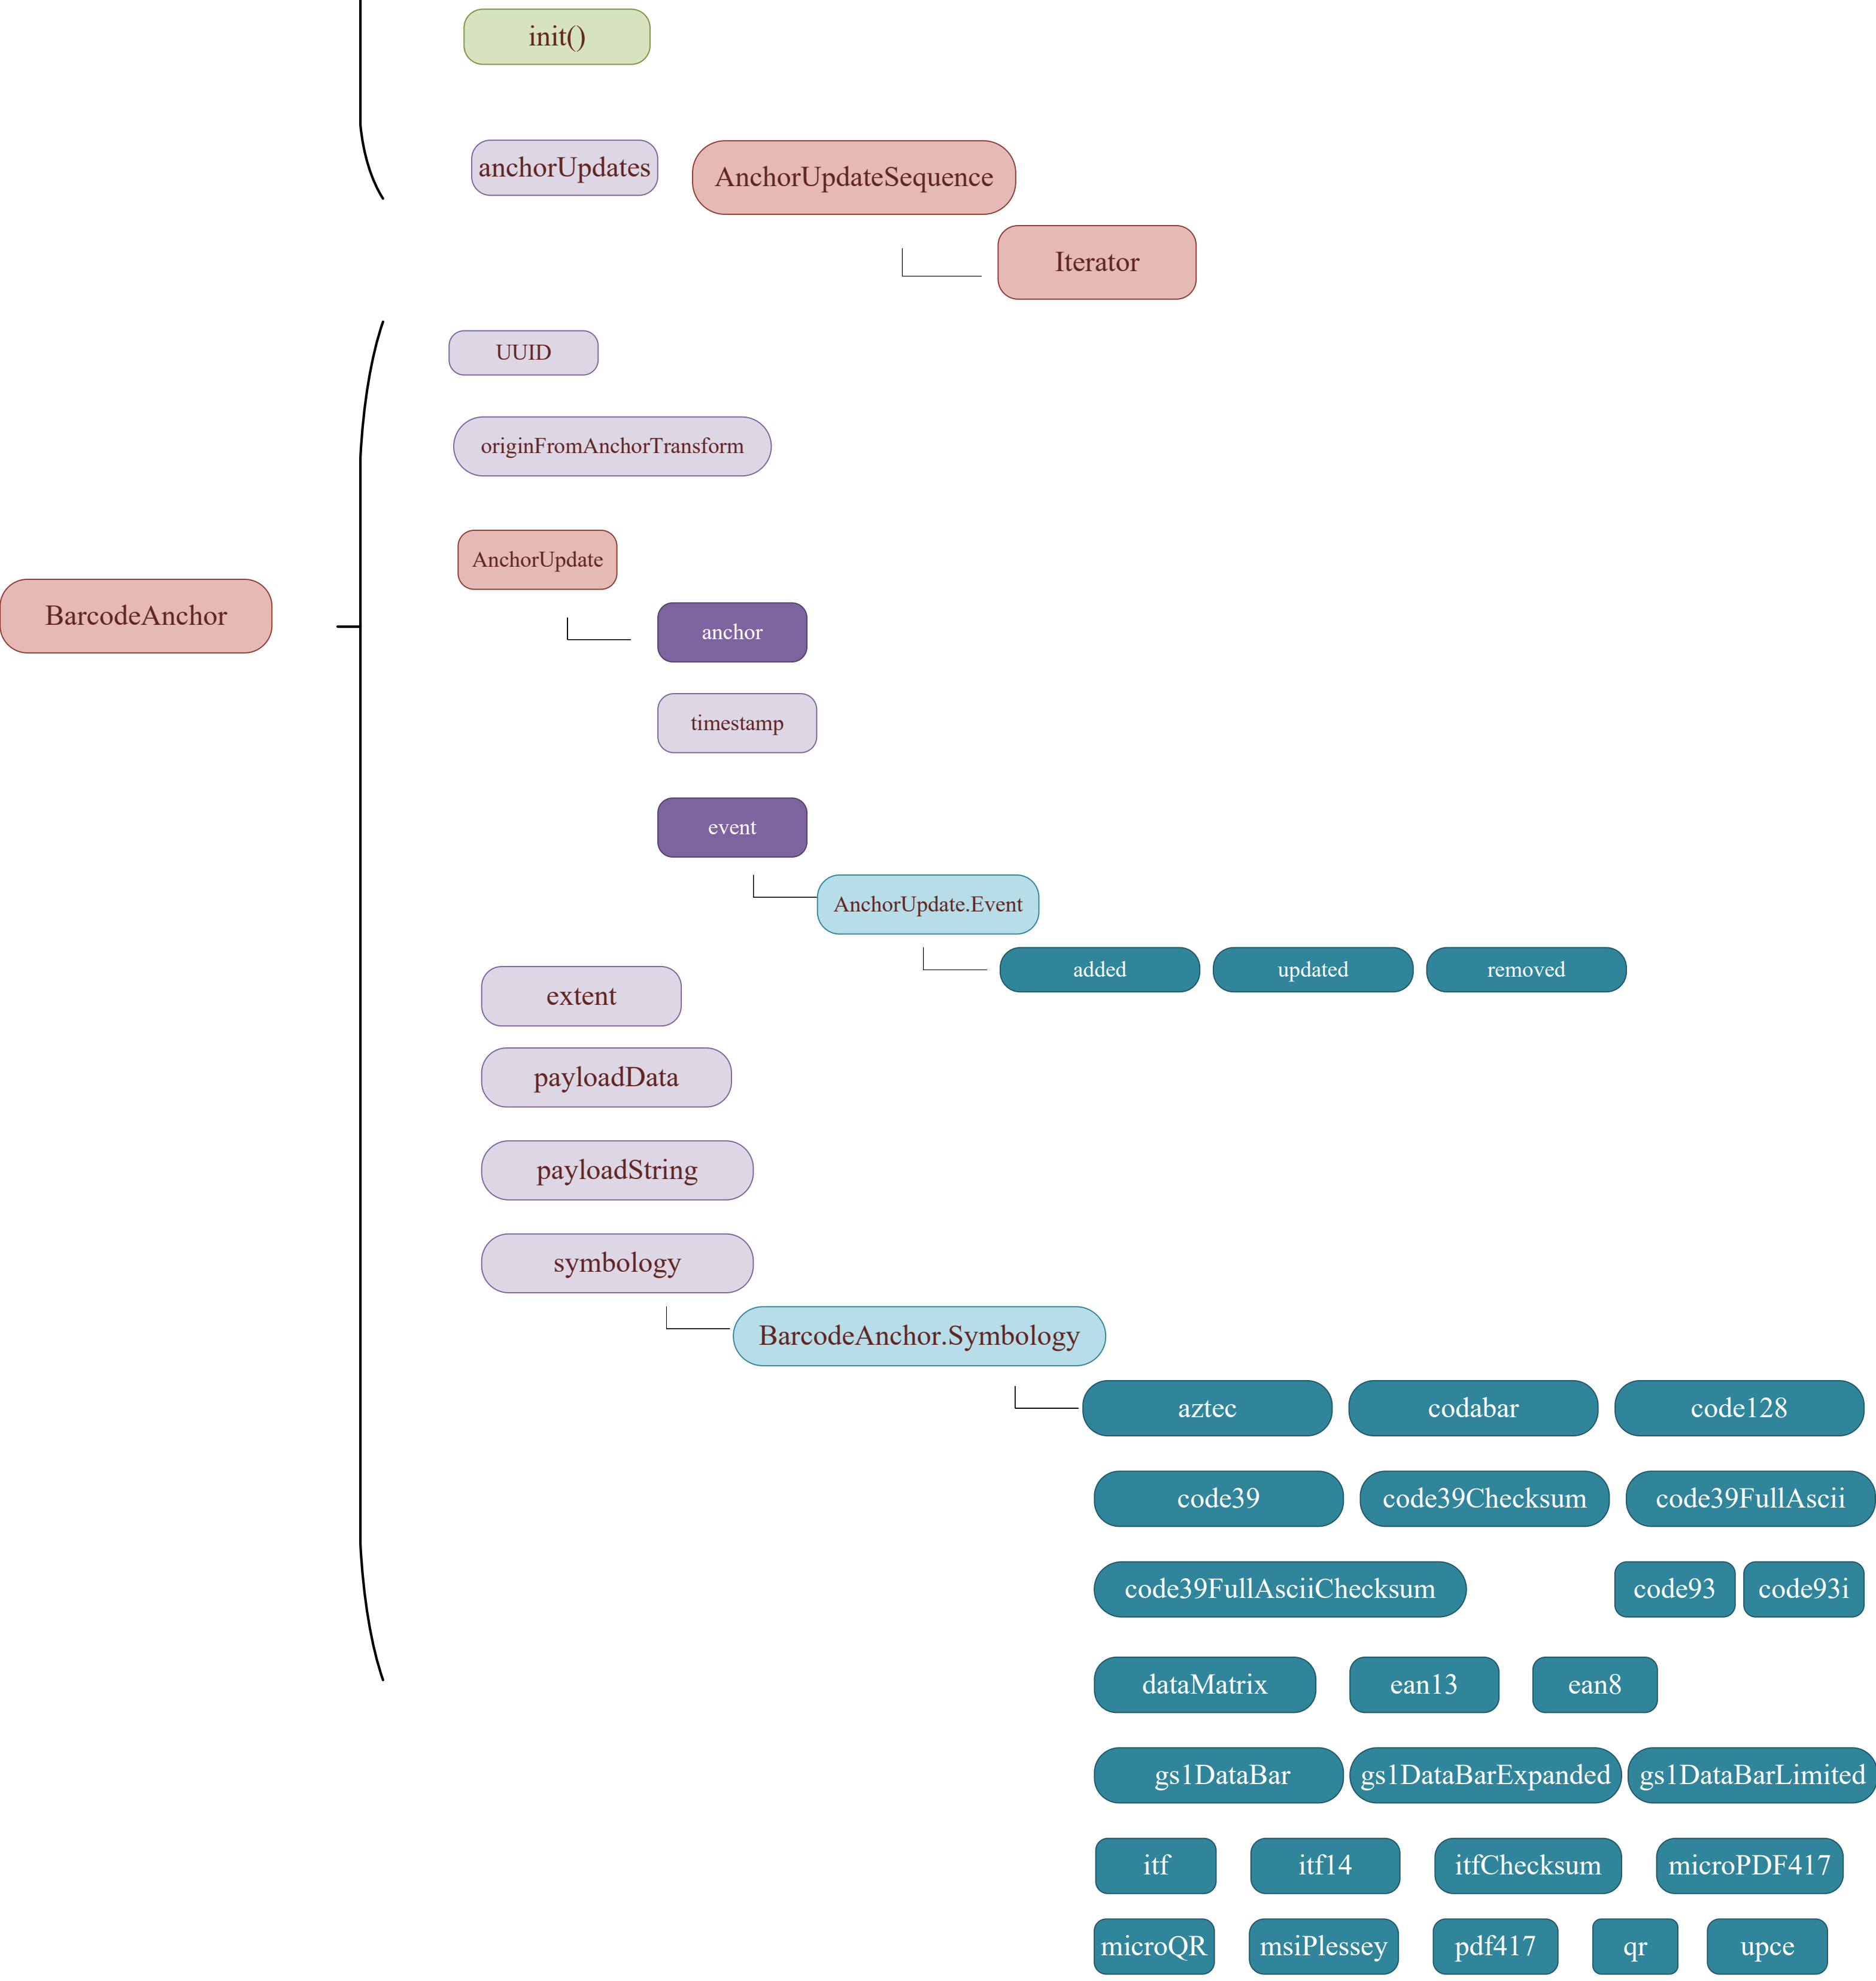 init()
anchorUpdates
AnchorUpdateSequence
Iterator
UUID
originFromAnchorTransform
AnchorUpdate
BarcodeAnchor
anchor
timestamp
event
AnchorUpdate.Event
added
updated
removed
extent
payloadData
payloadString
symbology
BarcodeAnchor.Symbology
aztec
codabar
code128
code39
code39Checksum
code39FullAscii
code39FullAsciiChecksum
code93
code93i
dataMatrix
ean13
ean8
gs1DataBar
gs1DataBarExpanded
gs1DataBarLimited
itf
itf14
itfChecksum
microPDF417
microQR
msiPlessey
pdf417
qr
upce